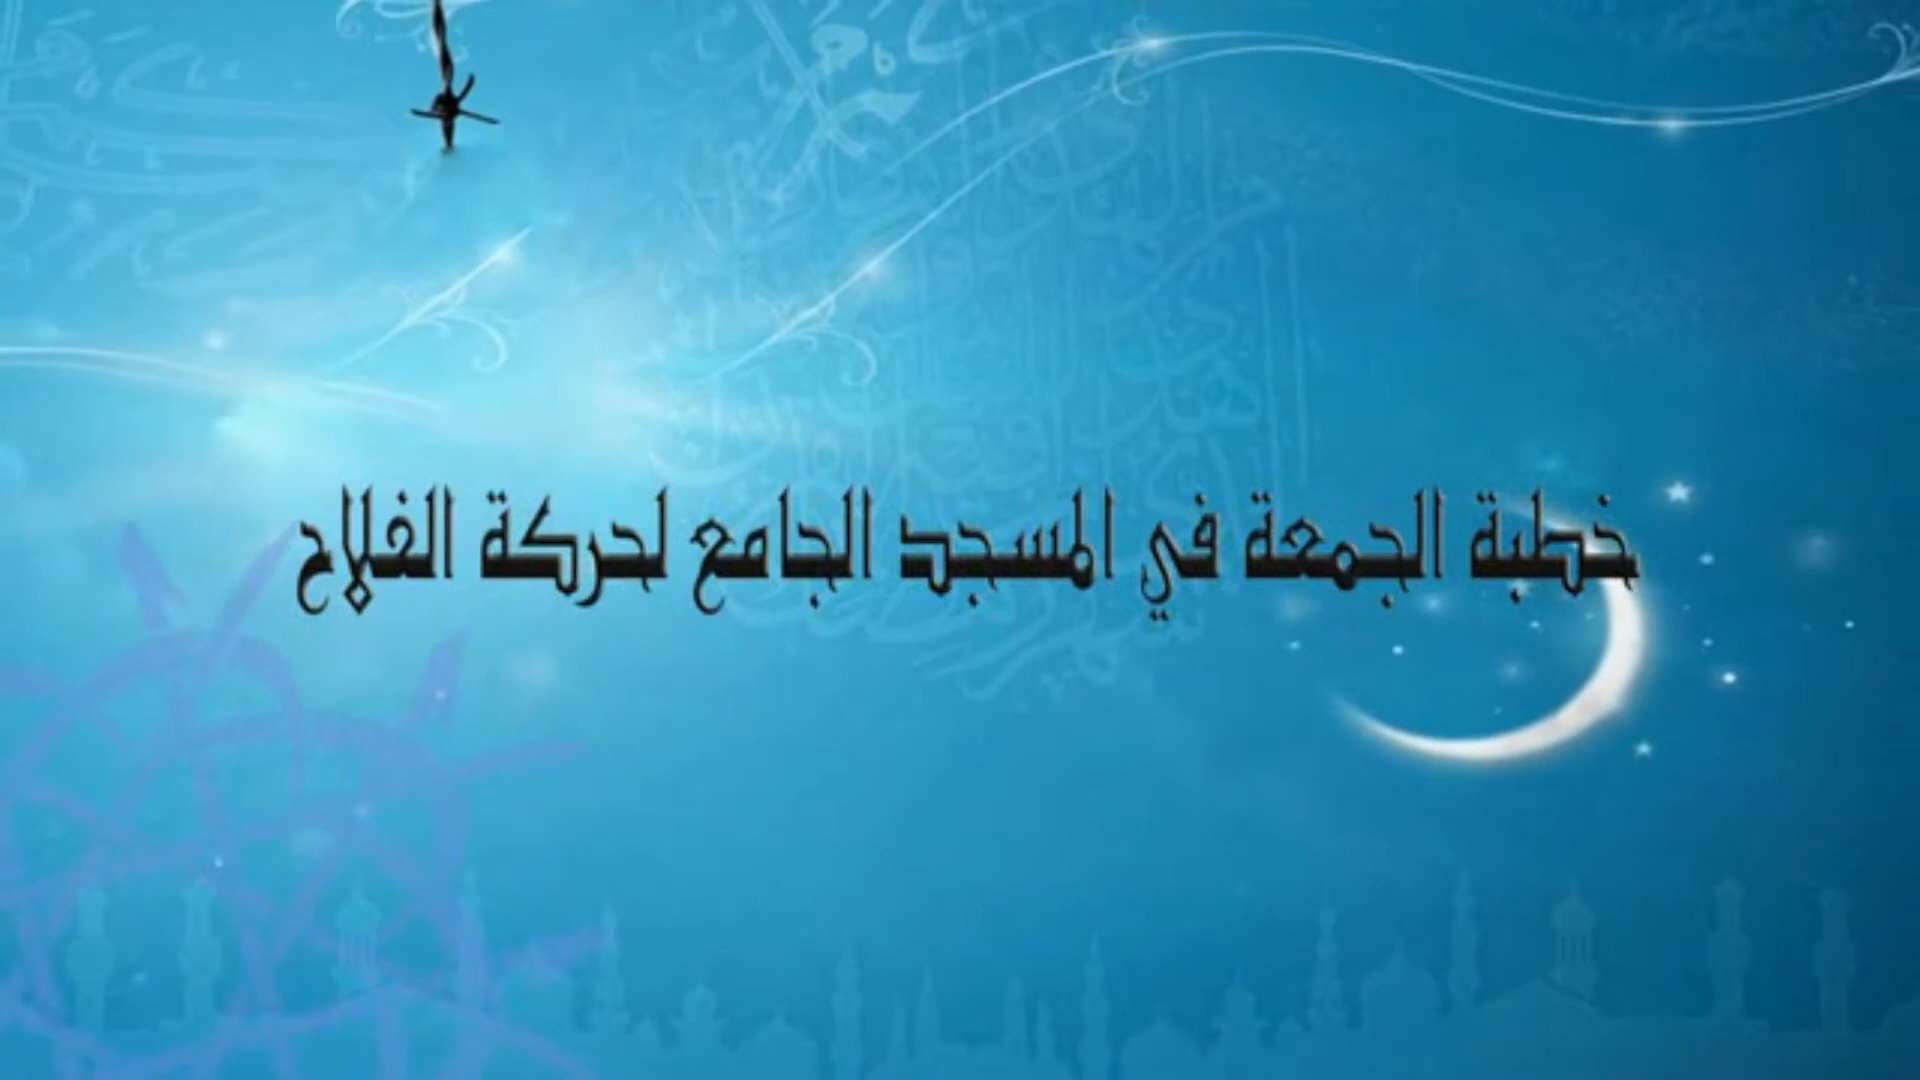 خطبة الجمعة في المسجد الجامع لحركة الفلاح